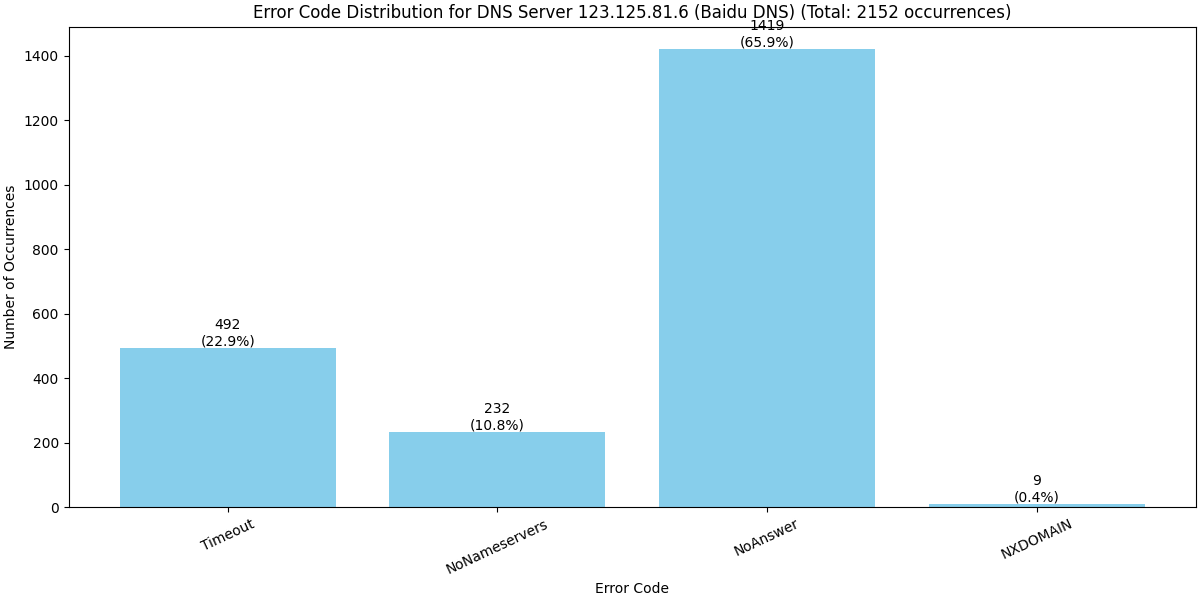 Error Code Distribution for DNS Server 123.125.81.6 (Baidu DNS) (Total: 2152 occurrences)
1419
(65.9%)
492
(22.9%)
232
(10.8%)
9
(0.4%)
Number of Occurrences
1400
1200
1000
800
600
400
200
0
Timeout
NoNameservers
NoAnswer
NXDOMAIN
Error Code